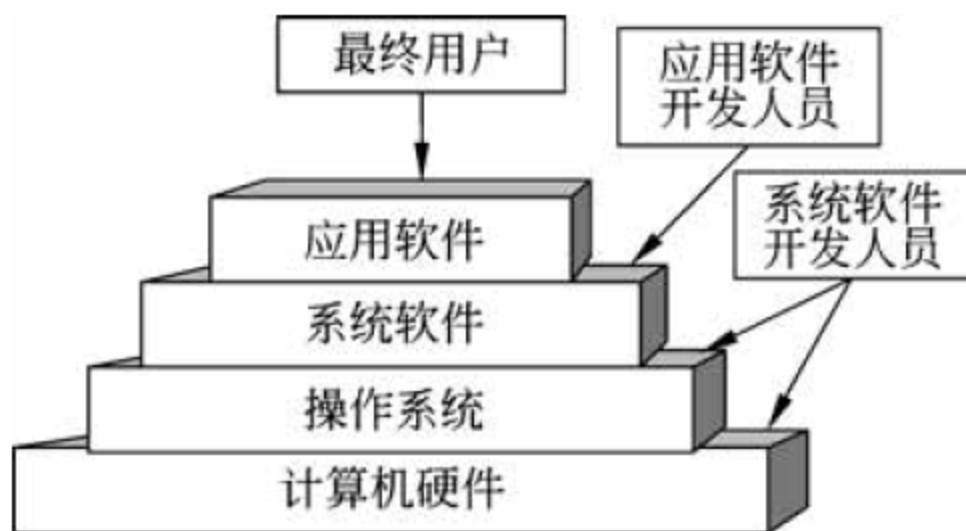 最终用户
应用软件
开发人员
系统软件
开发人员
应用软件
系统软件
操作系统
计算机硬件